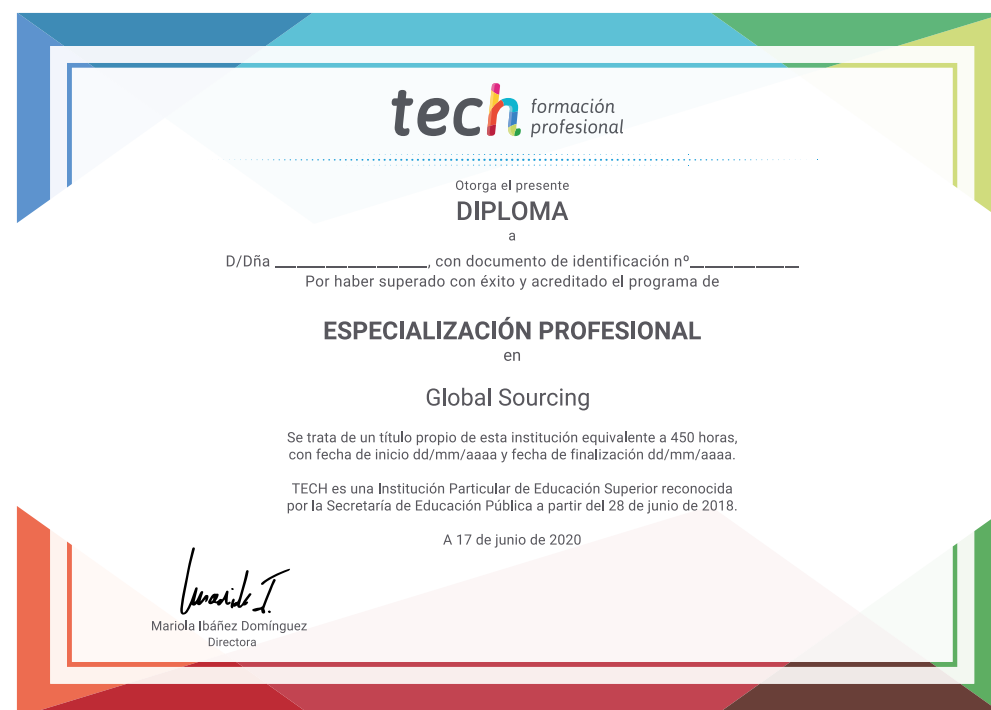 tech formación
profesional
Otorga el presente
DIPLOMA
a
D/Dña ____________, con documento de identificación nº__________
Por haber superado con éxito y acreditado el programa de
ESPECIALIZACIÓN PROFESIONAL
en
Global Sourcing
Se trata de un título propio de esta institución equivalente a 450 horas,
con fecha de inicio dd/mm/aaaa y fecha de finalización dd/mm/aaaa.
TECH es una Institución Particular de Educación Superior reconocida
por la Secretaría de Educación Pública a partir del 28 de junio de 2018.
A 17 de junio de 2020
Mariola Ibáñez Domínguez
Directora